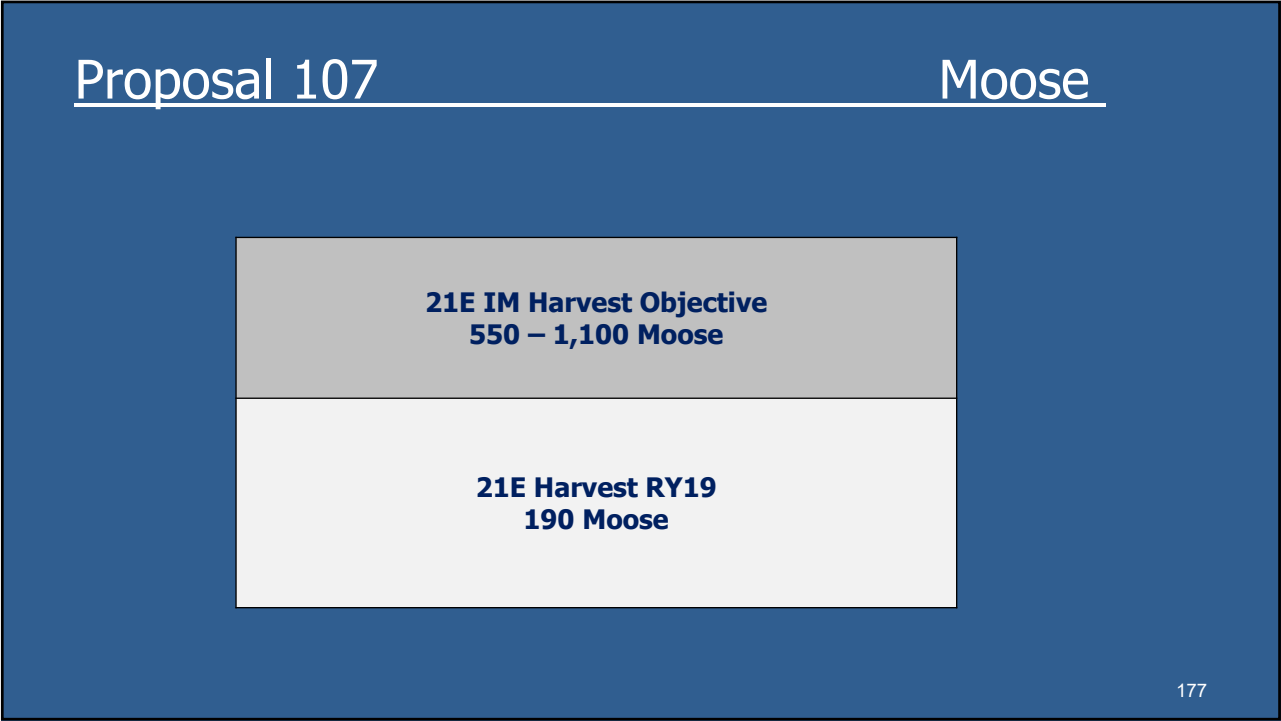 Proposal 107 Moose
21E IM Harvest Objective
550 – 1,100 Moose
21E Harvest RY19
190 Moose
177